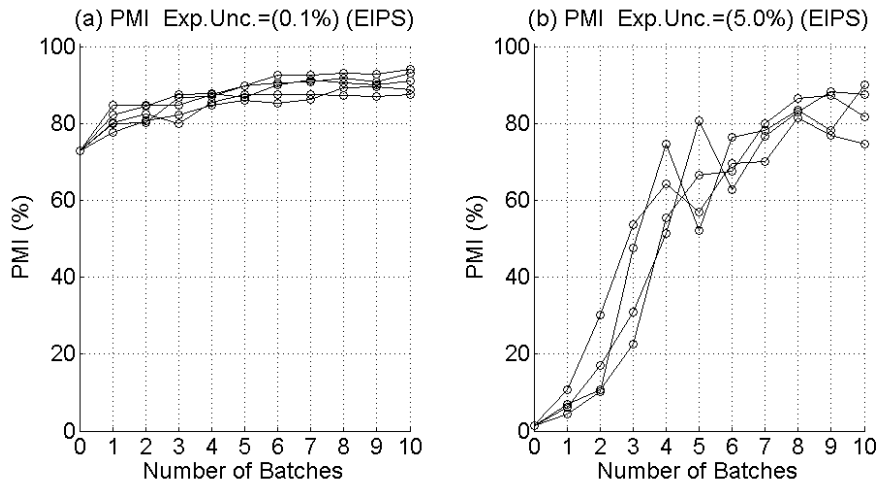 (a) PMI Exp.Unc.=(0.1%) (EIPS)
PMI (%)
100
80
60
40
20
0
0 1 2 3 4 5 6 7 8 9 10
Number of Batches
(b) PMI Exp.Unc.=(5.0%) (EIPS)
PMI (%)
100
80
60
40
20
0
0 1 2 3 4 5 6 7 8 9 10
Number of Batches